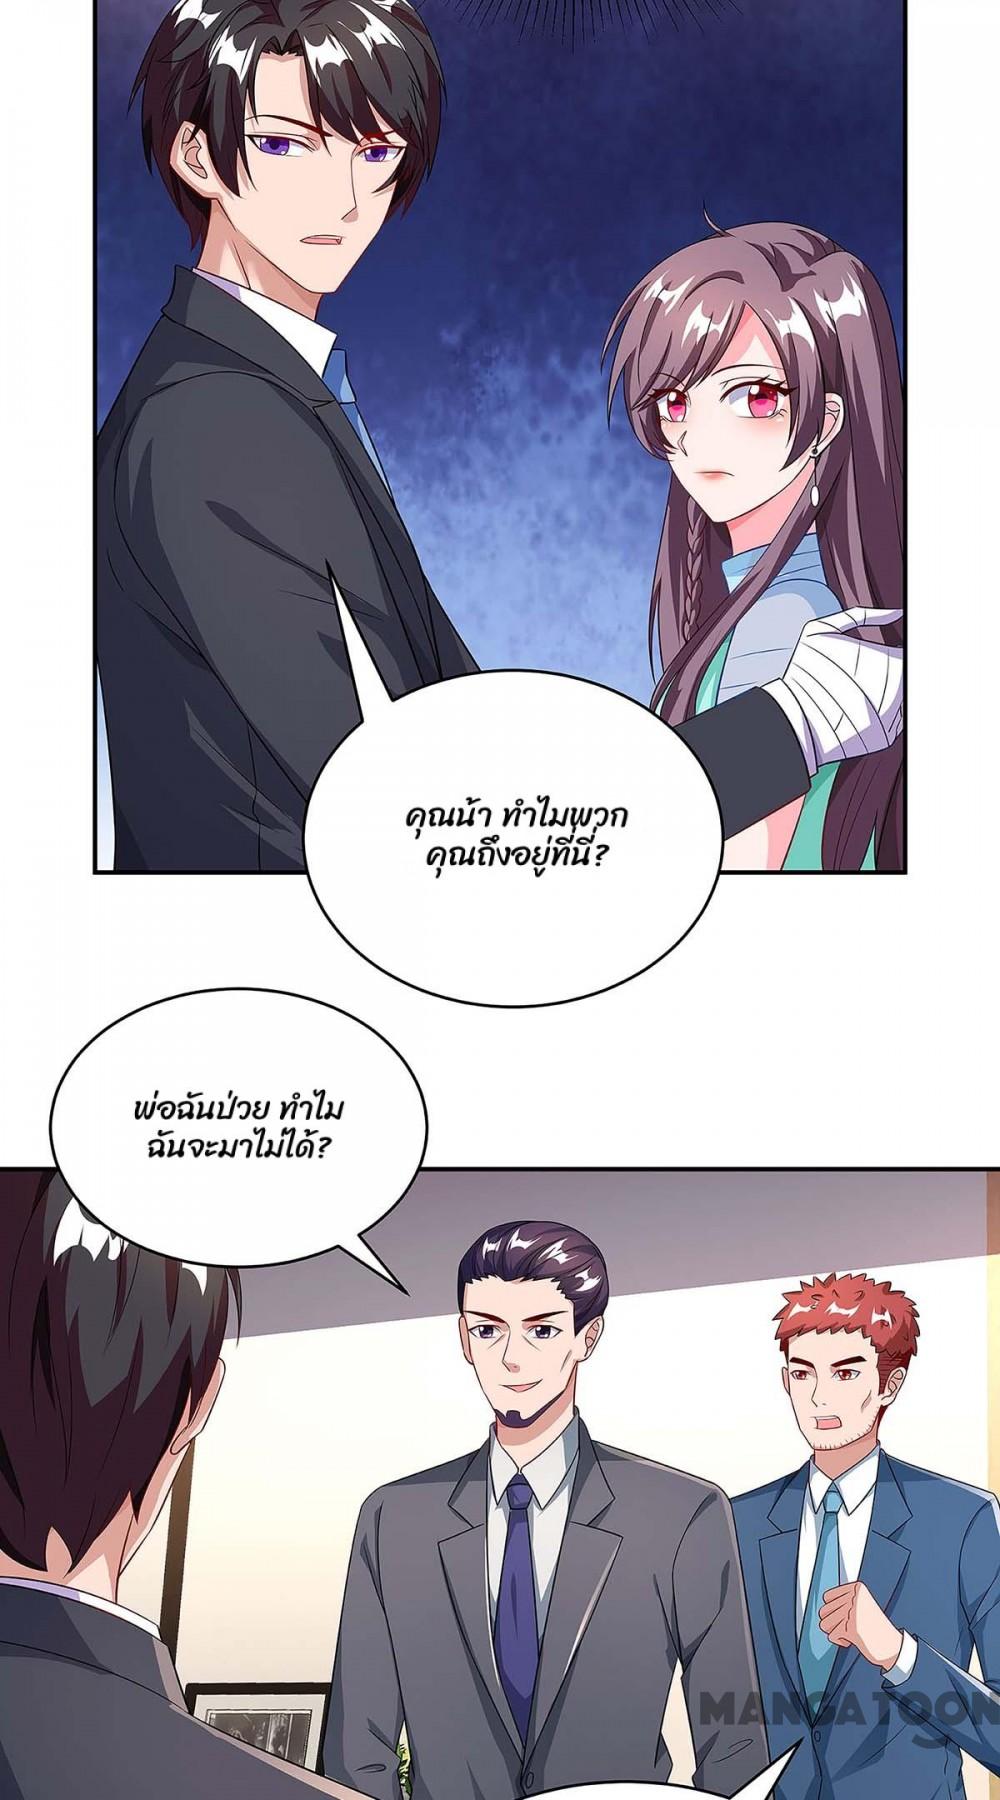 คุณน้า ทำไมพวก
คุณถึงอยู่ที่นี่?
พ่อฉันป่วย ทำไม
ฉันจะมาไม่ได้?
MANGATOON